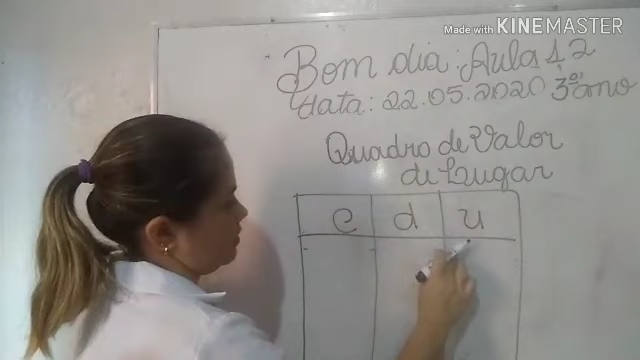 Made with KINEMASTER
Bom dia: Aula 12
data: 22.05.2020 3º ano
Quadro de Valor
de Lugar
c d u